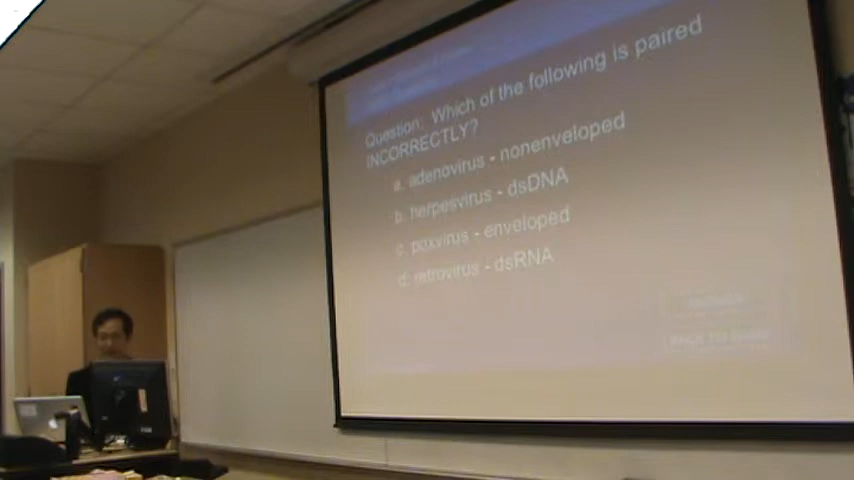 Question: Which of the following is paired
INCORRECTLY?
a. adenovirus - nonenveloped
b. herpesvirus - dsDNA
c. poxvirus - enveloped
d. retrovirus - dsRNA